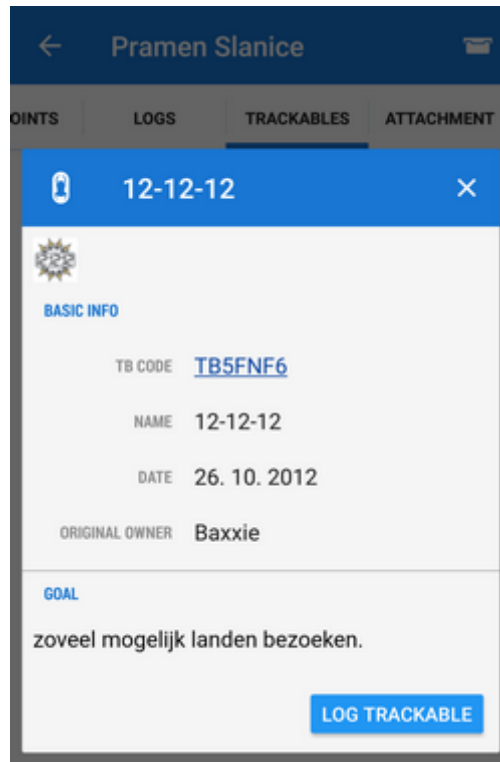 Pramen Slanice
OINTS LOGS TRACKABLES ATTACHMENT
12-12-12
BASIC INFO
TB CODE TB5FNF6
NAME 12-12-12
DATE 26. 10. 2012
ORIGINAL OWNER Baxxie
GOAL
zoveel mogelijk landen bezoeken.
LOG TRACKABLE